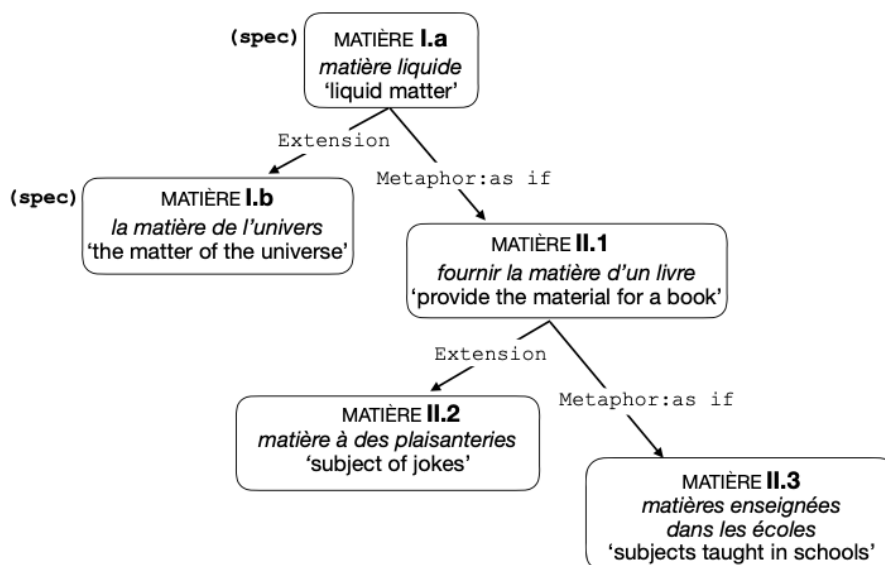 (spec)
MATIÈRE I.a
matière liquide
‘liquid matter’
Extension
Metaphor:as if
(spec)
MATIÈRE I.b
la matière de l’univers
‘the matter of the universe’
MATIÈRE II.1
fournir la matière d’un livre
‘provide the material for a book’
Extension
Metaphor:as if
MATIÈRE II.2
matière à des plaisanteries
‘subject of jokes’
MATIÈRE II.3
matières enseignées
dans les écoles
‘subjects taught in schools’